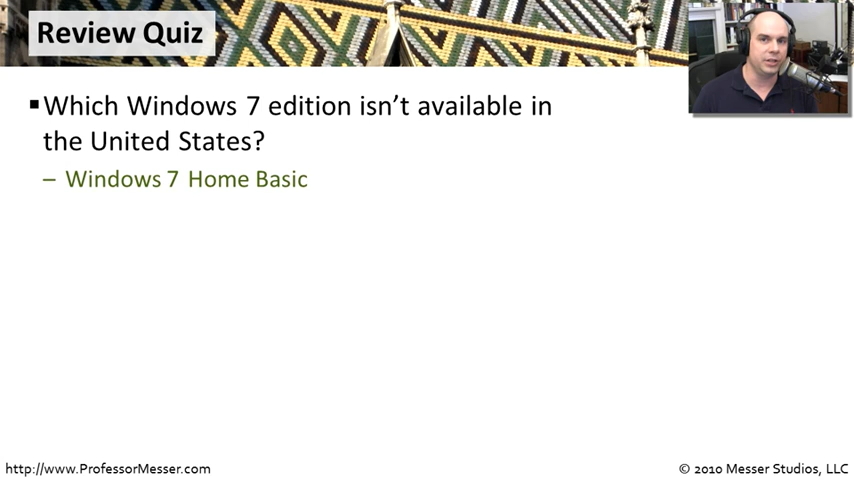 Review Quiz
▪Which Windows 7 edition isn't available in
the United States?
– Windows 7 Home Basic
http://www.ProfessorMesser.com
© 2010 Messer Studios, LLC